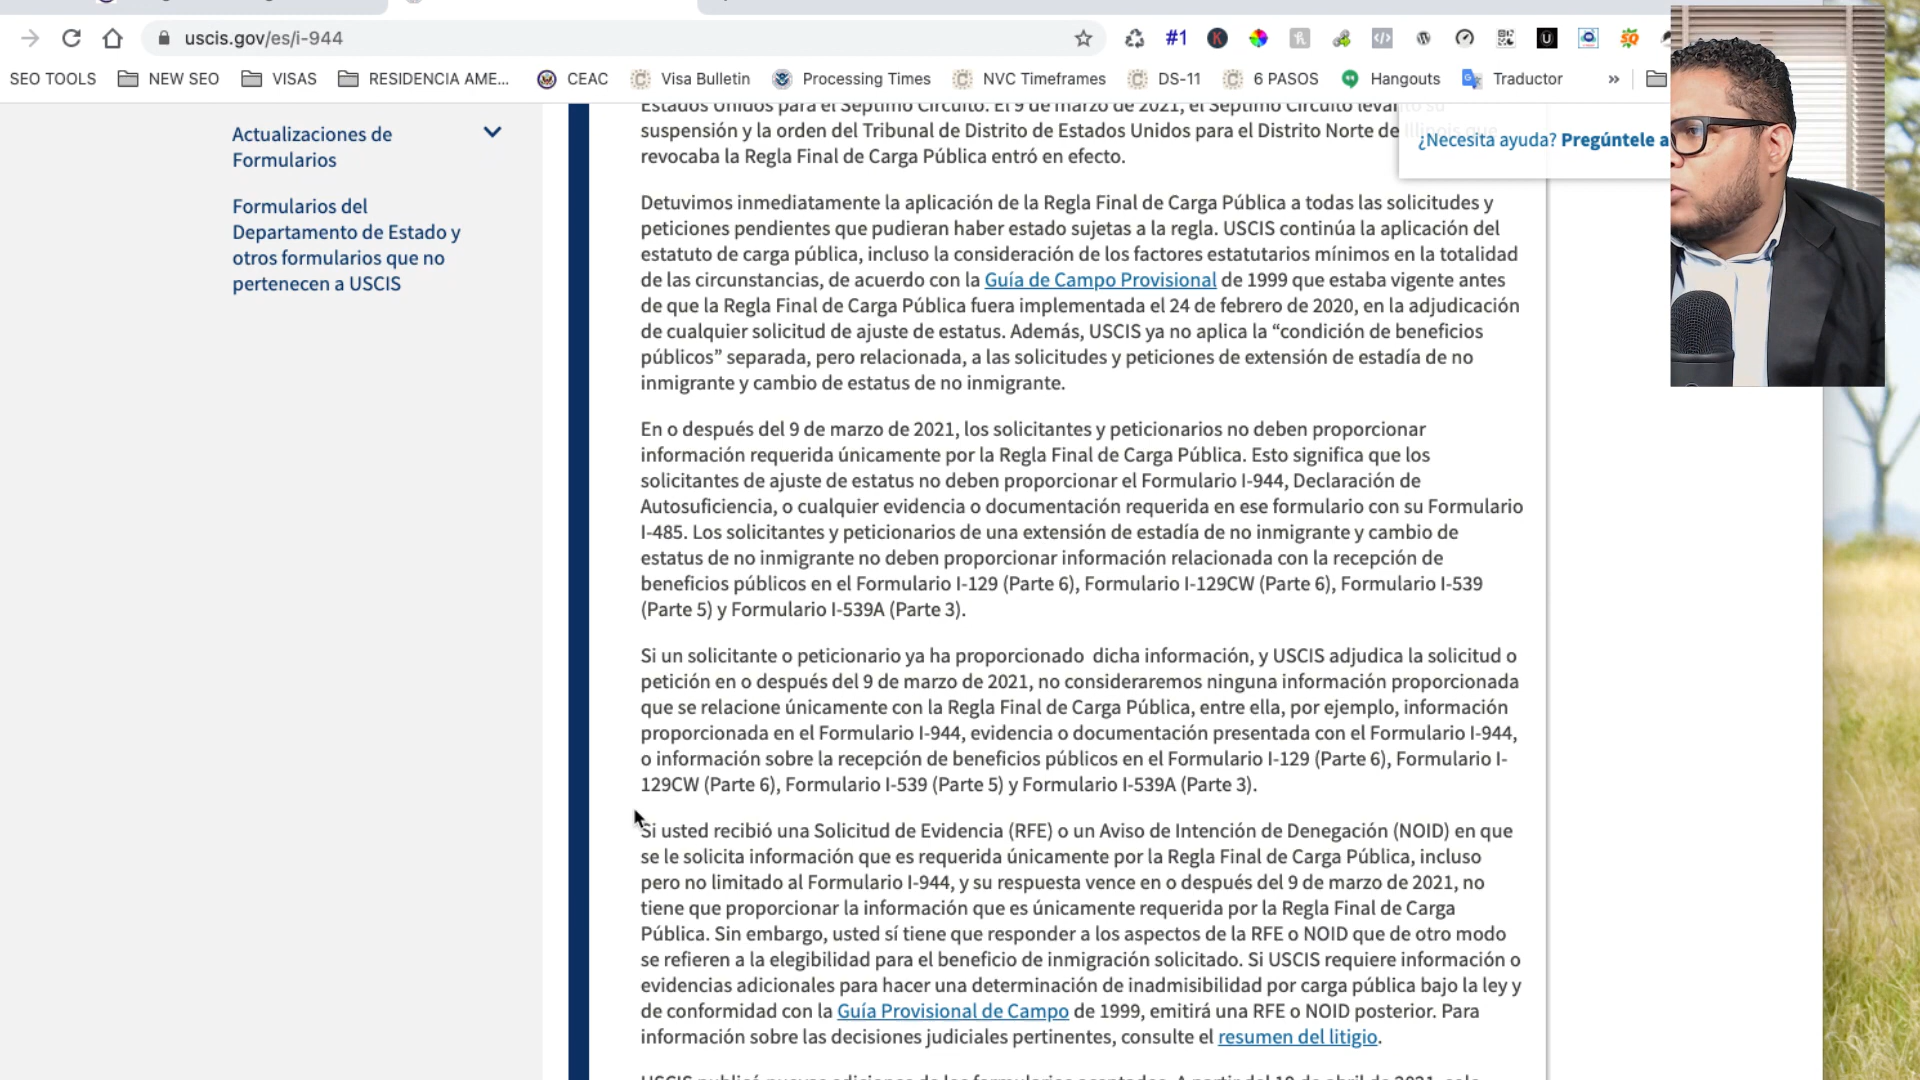 uscis.gov/es/i-944
#1
SEO TOOLS NEW SEO VISAS RESIDENCIA AME... CEAC Visa Bulletin Processing Times NVC Timeframes DS-11 6 PASOS Hangouts Traductor »
Actualizaciones de
Formularios
Formularios del
Departamento de Estado y
otros formularios que no
pertenecen a USCIS
¿Necesita ayuda? Pregúntele a
Estados Unidos para el Séptimo Circuito. El 9 de marzo de 2021, el Séptimo Circuito levantó su
suspensión y la orden del Tribunal de Distrito de Estados Unidos para el Distrito Norte de Illinois que
revocaba la Regla Final de Carga Pública entró en efecto.
Detuvimos inmediatamente la aplicación de la Regla Final de Carga Pública a todas las solicitudes y
peticiones pendientes que pudieran haber estado sujetas a la regla. USCIS continúa la aplicación del
estatuto de carga pública, incluso la consideración de los factores estatutarios mínimos en la totalidad
de las circunstancias, de acuerdo con la Guía de Campo Provisional de 1999 que estaba vigente antes
de que la Regla Final de Carga Pública fuera implementada el 24 de febrero de 2020, en la adjudicación
de cualquier solicitud de ajuste de estatus. Además, USCIS ya no aplica la “condición de beneficios
públicos” separada, pero relacionada, a las solicitudes y peticiones de extensión de estadía de no
inmigrante y cambio de estatus de no inmigrante.
En o después del 9 de marzo de 2021, los solicitantes y peticionarios no deben proporcionar
información requerida únicamente por la Regla Final de Carga Pública. Esto significa que los
solicitantes de ajuste de estatus no deben proporcionar el Formulario I-944, Declaración de
Autosuficiencia, o cualquier evidencia o documentación requerida en ese formulario con su Formulario
I-485. Los solicitantes y peticionarios de una extensión de estadía de no inmigrante y cambio de
estatus de no inmigrante no deben proporcionar información relacionada con la recepción de
beneficios públicos en el Formulario I-129 (Parte 6), Formulario I-129CW (Parte 6), Formulario I-539
(Parte 5) y Formulario I-539A (Parte 3).
Si un solicitante o peticionario ya ha proporcionado dicha información, y USCIS adjudica la solicitud o
petición en o después del 9 de marzo de 2021, no consideraremos ninguna información proporcionada
que se relacione únicamente con la Regla Final de Carga Pública, entre ella, por ejemplo, información
proporcionada en el Formulario I-944, evidencia o documentación presentada con el Formulario I-944,
o información sobre la recepción de beneficios públicos en el Formulario I-129 (Parte 6), Formulario I-
129CW (Parte 6), Formulario I-539 (Parte 5) y Formulario I-539A (Parte 3).
Si usted recibió una Solicitud de Evidencia (RFE) o un Aviso de Intención de Denegación (NOID) en que
se le solicita información que es requerida únicamente por la Regla Final de Carga Pública, incluso
pero no limitado al Formulario I-944, y su respuesta vence en o después del 9 de marzo de 2021, no
tiene que proporcionar la información que es únicamente requerida por la Regla Final de Carga
Pública. Sin embargo, usted sí tiene que responder a los aspectos de la RFE o NOID que de otro modo
se refieren a la elegibilidad para el beneficio de inmigración solicitado. Si USCIS requiere información o
evidencias adicionales para hacer una determinación de inadmisibilidad por carga pública bajo la ley y
de conformidad con la Guía Provisional de Campo de 1999, emitirá una RFE o NOID posterior. Para
información sobre las decisiones judiciales pertinentes, consulte el resumen del litigio.